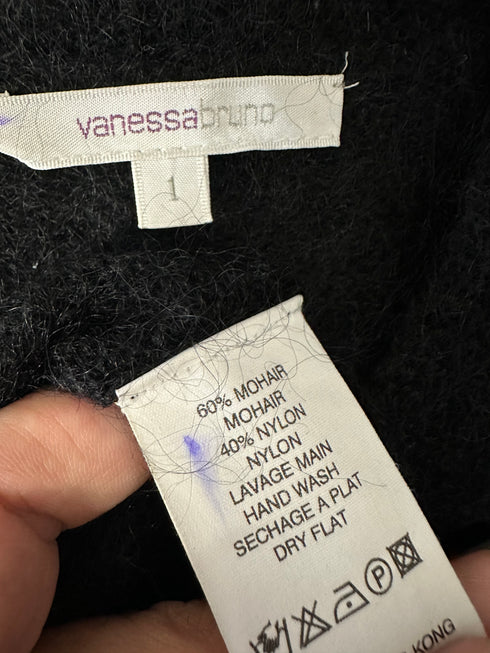 vanessabruno
1
60% MOHAIR
MOHAIR
40% NYLON
NYLON
LAVAGE MAIN
HAND WASH
SECHAGE A PLAT
DRY FLAT
P
KONG